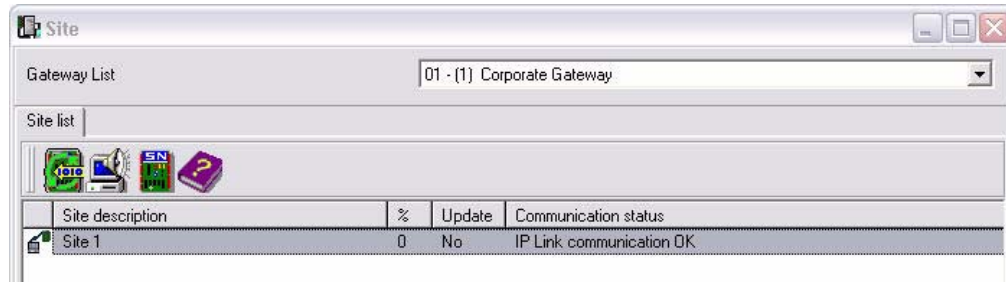 Site
Gateway List 01 - (1) Corporate Gateway
Site list
1010 SN ?
Site description % Update Communication status
Site 1 0 No IP Link communication OK